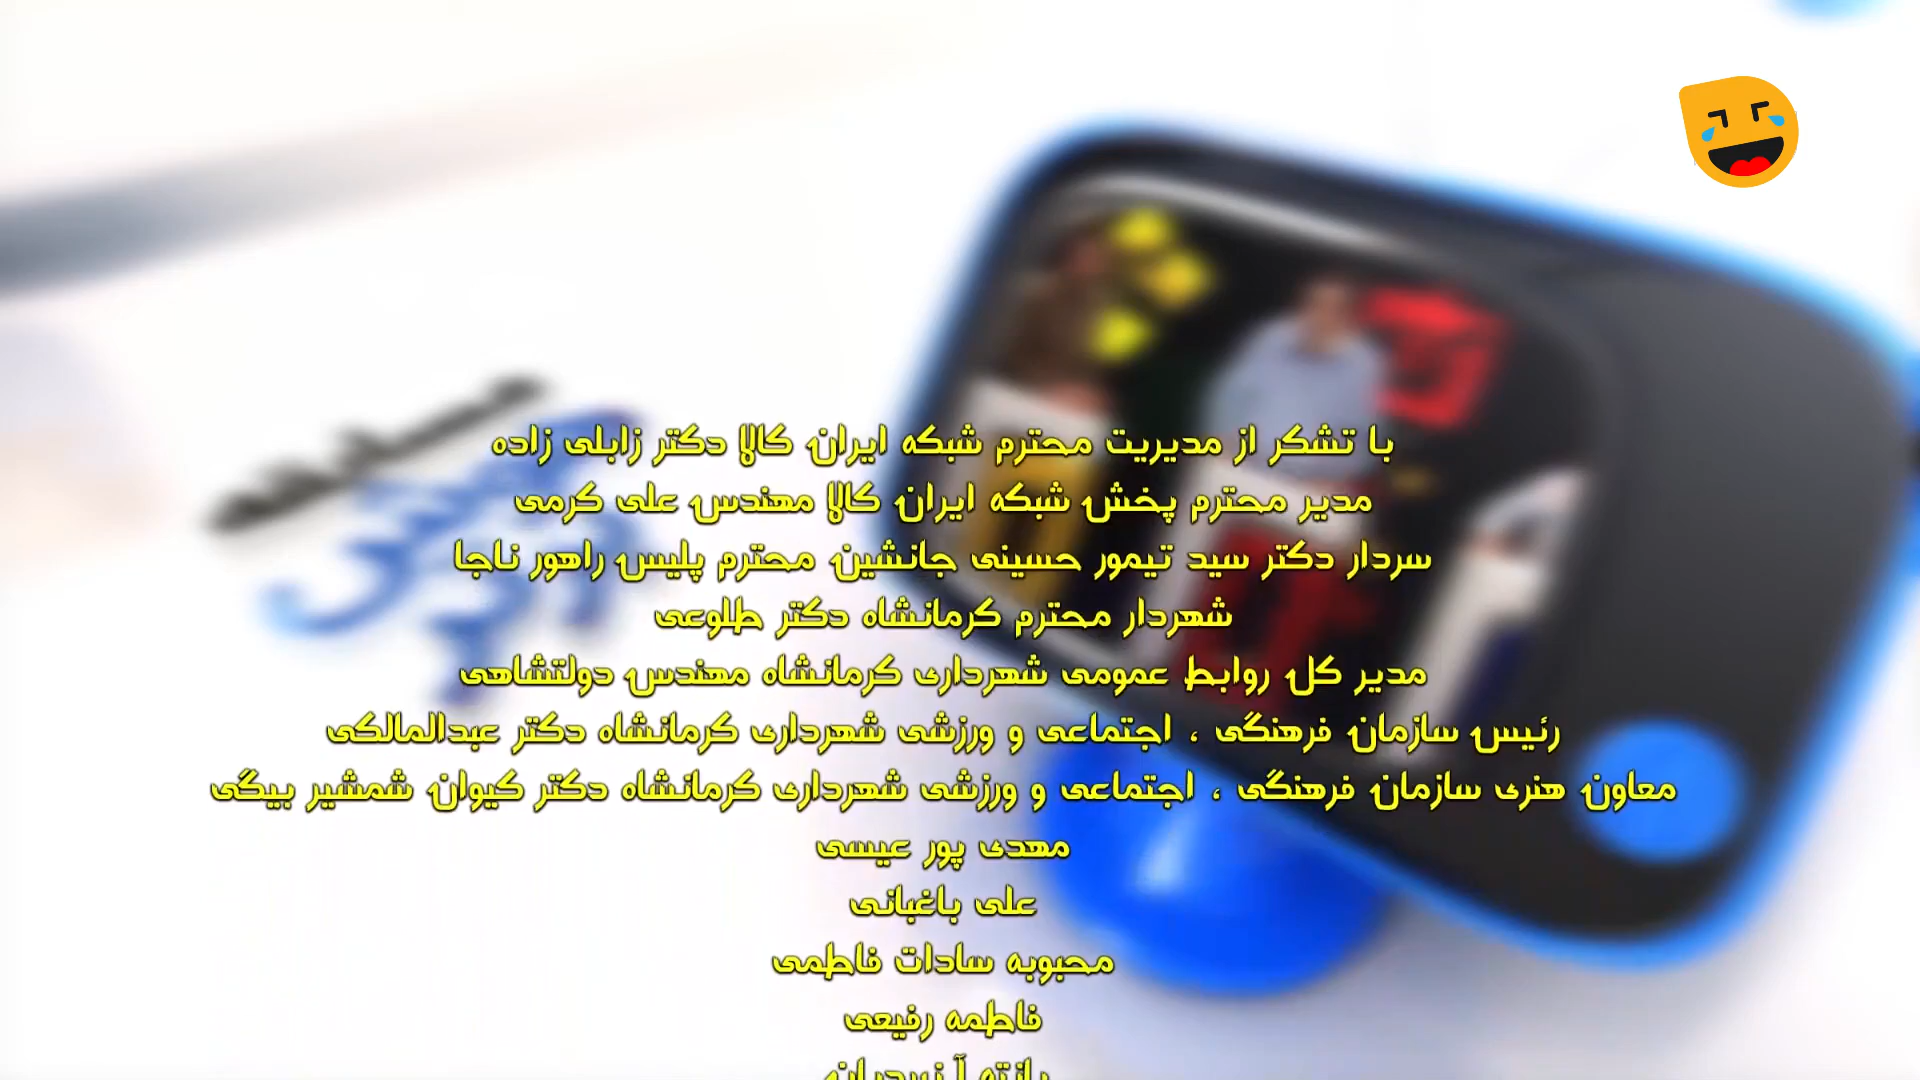 با تشکر از مدیریت محترم شبکه ایران کالا دکتر زابلی زاده
مدیر محترم پخش شبکه ایران کالا مهندس علی کرمی
سردار دکتر سید تیمور حسینی جانشین محترم پلیس راهور ناجا
شهردار محترم کرمانشاه دکتر طلوعی
مدیر کل روابط عمومی شهرداری کرمانشاه مهندس دولتشاهی
رئیس سازمان فرهنگی ، اجتماعی و ورزشی شهرداری کرمانشاه دکتر عبدالمالکی
معاون هنری سازمان فرهنگی ، اجتماعی و ورزشی شهرداری کرمانشاه دکتر کیوان شمشیر بیگی
مهدی پور عیسی
علی باغبانی
محبوبه سادات فاطمی
فاطمه رفیعی